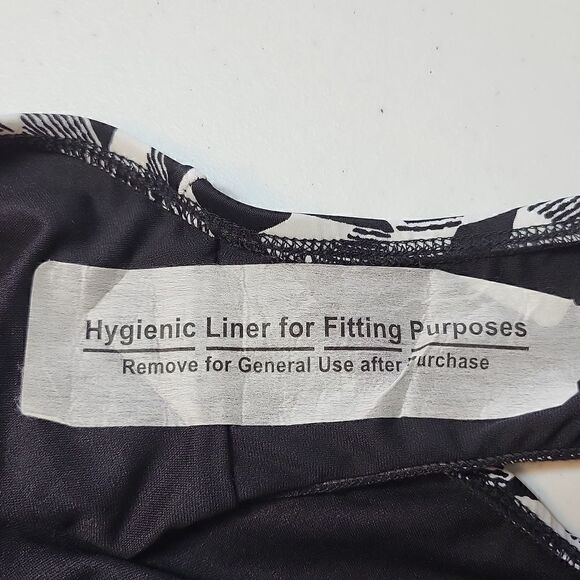 Hygienic Liner for Fitting Purposes
Remove for General Use after Purchase